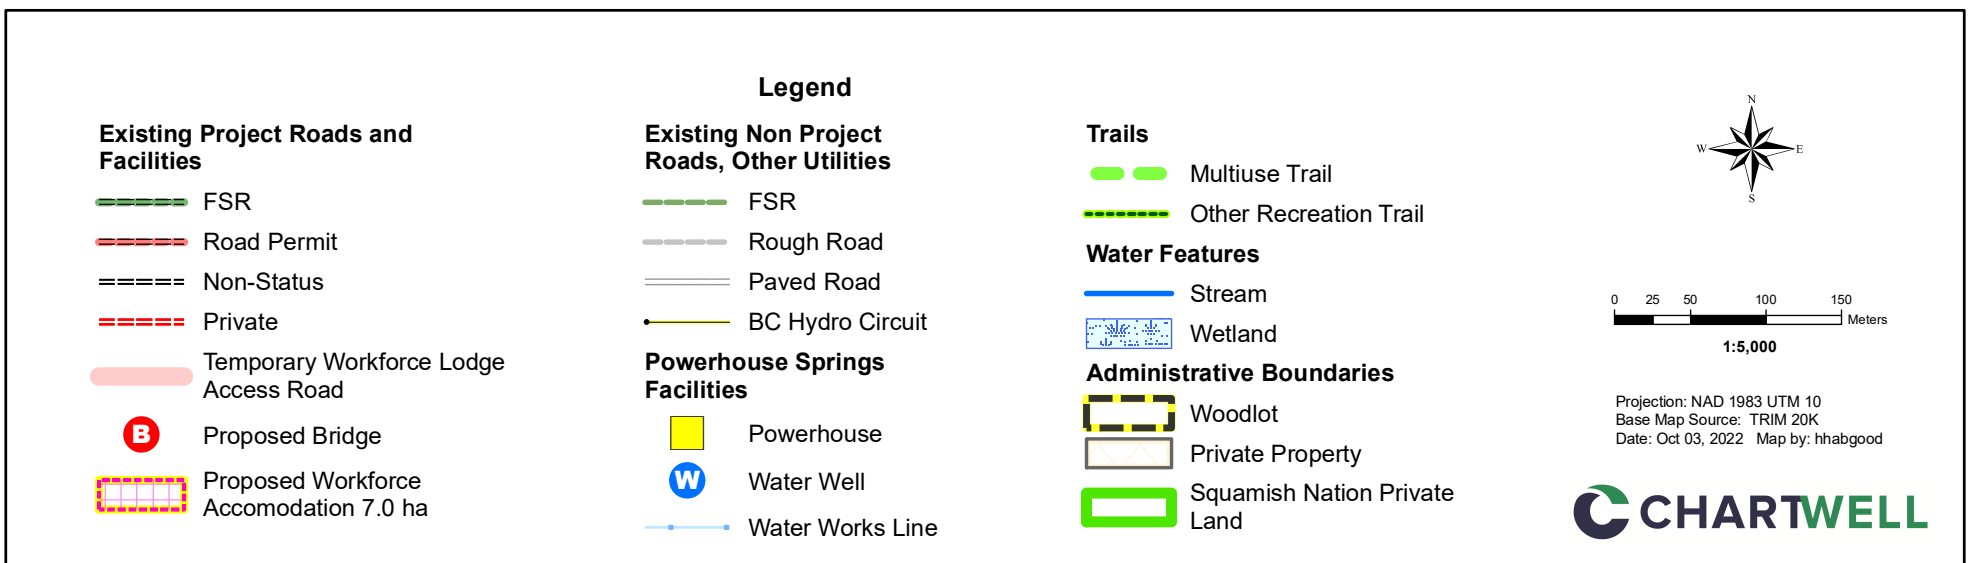 Legend
Existing Project Roads and
Facilities
FSR
Road Permit
Non-Status
Private
Temporary Workforce Lodge
Access Road
B
Proposed Bridge
Proposed Workforce
Accomodation 7.0 ha
Existing Non Project
Roads, Other Utilities
FSR
Rough Road
Paved Road
BC Hydro Circuit
Powerhouse Springs
Facilities
Powerhouse
W
Water Well
Water Works Line
Trails
Multiuse Trail
Other Recreation Trail
Water Features
Stream
Wetland
Administrative Boundaries
Woodlot
Private Property
Squamish Nation Private
Land
N
W E
S
0 25 50 100 150
Meters
1:5,000
Projection: NAD 1983 UTM 10
Base Map Source: TRIM 20K
Date: Oct 03, 2022 Map by: hhabgood
CHARTWELL